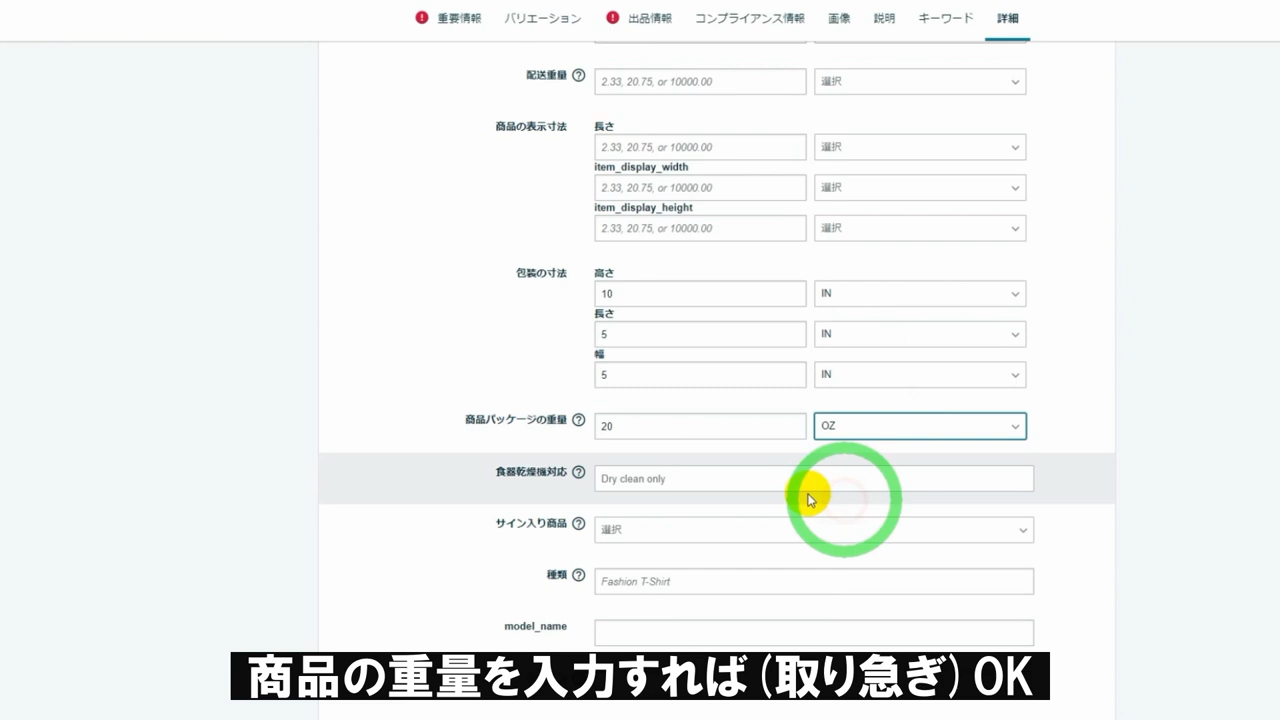 重要情報 バリエーション 出品情報 コンプライアンス情報 画像 説明 キーワード 詳細
配送重量 2.33, 20.75, or 10000.00 選択
商品の表示寸法 長さ
2.33, 20.75, or 10000.00 選択
item_display_width
2.33, 20.75, or 10000.00 選択
item_display_height
2.33, 20.75, or 10000.00 選択
包装の寸法 高さ
10 IN
長さ
5 IN
幅
5 IN
商品パッケージの重量 20 OZ
食器乾燥機対応 Dry clean only
サイン入り商品 選択
種類 Fashion T-Shirt
model_name
商品の重量を入力すれば(取り急ぎ)OK